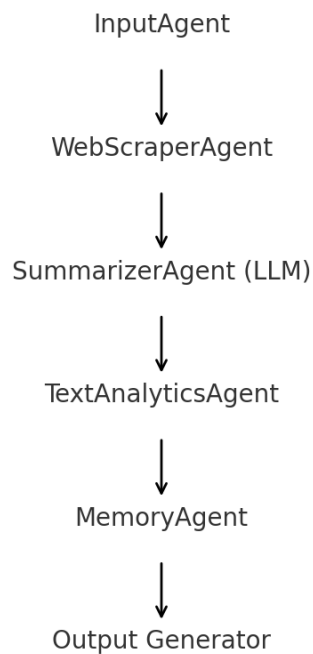 InputAgent
WebScraperAgent
SummarizerAgent (LLM)
TextAnalyticsAgent
MemoryAgent
Output Generator